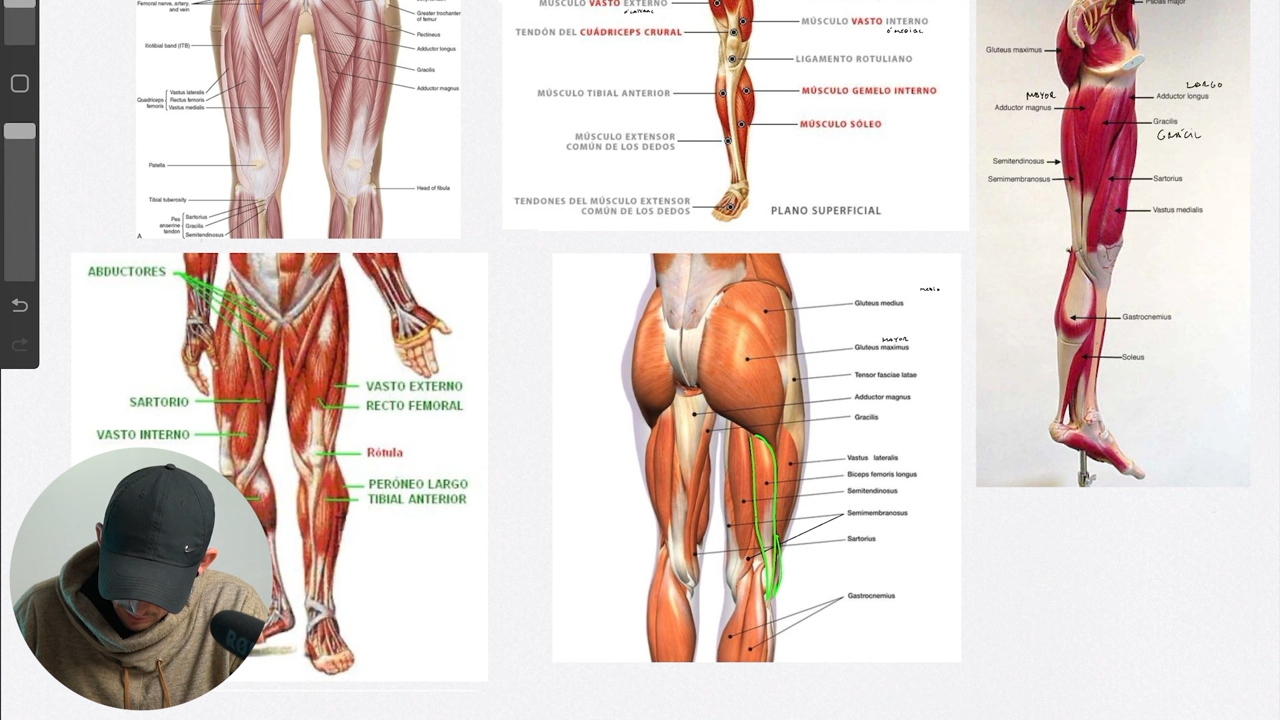 Femoral nerve, artery,
and vein
Greater trochanter
of femur
Pectineus
Iliotibial band (ITB)
Adductor longus
Gracilis
Adductor magnus
Quadriceps
femoris
Vastus lateralis
Rectus femoris
Vastus medialis
Patella
Head of fibula
Tibial tuberosity
Pes
anserine
tendon
Sartorius
Gracilis
Semitendinosus
A
MÚSCULO VASTO EXTERNO
MÚSCULO VASTO INTERNO
o medial
TENDÓN DEL CUÁDRICEPS CRURAL
LIGAMENTO ROTULIANO
MÚSCULO TIBIAL ANTERIOR
MÚSCULO GEMELO INTERNO
MÚSCULO SÓLEO
MÚSCULO EXTENSOR
COMÚN DE LOS DEDOS
TENDONES DEL MÚSCULO EXTENSOR
COMÚN DE LOS DEDOS
PLANO SUPERFICIAL
Psoas major
Gluteus maximus
MAYOR
Adductor magnus
LARGO
Adductor longus
Gracilis
GRÁCIL
Semitendinosus
Semimembranosus
Sartorius
Vastus medialis
Gastrocnemius
Soleus
ABDUCTORES
SARTORIO
VASTO INTERNO
VASTO EXTERNO
RECTO FEMORAL
Rótula
PERÓNEO LARGO
TIBIAL ANTERIOR
medio
Gluteus medius
MAYOR
Gluteus maximus
Tensor fasciae latae
Adductor magnus
Gracilis
Vastus lateralis
Biceps femoris longus
Semitendinosus
Semimembranosus
Sartorius
Gastrocnemius
RØD